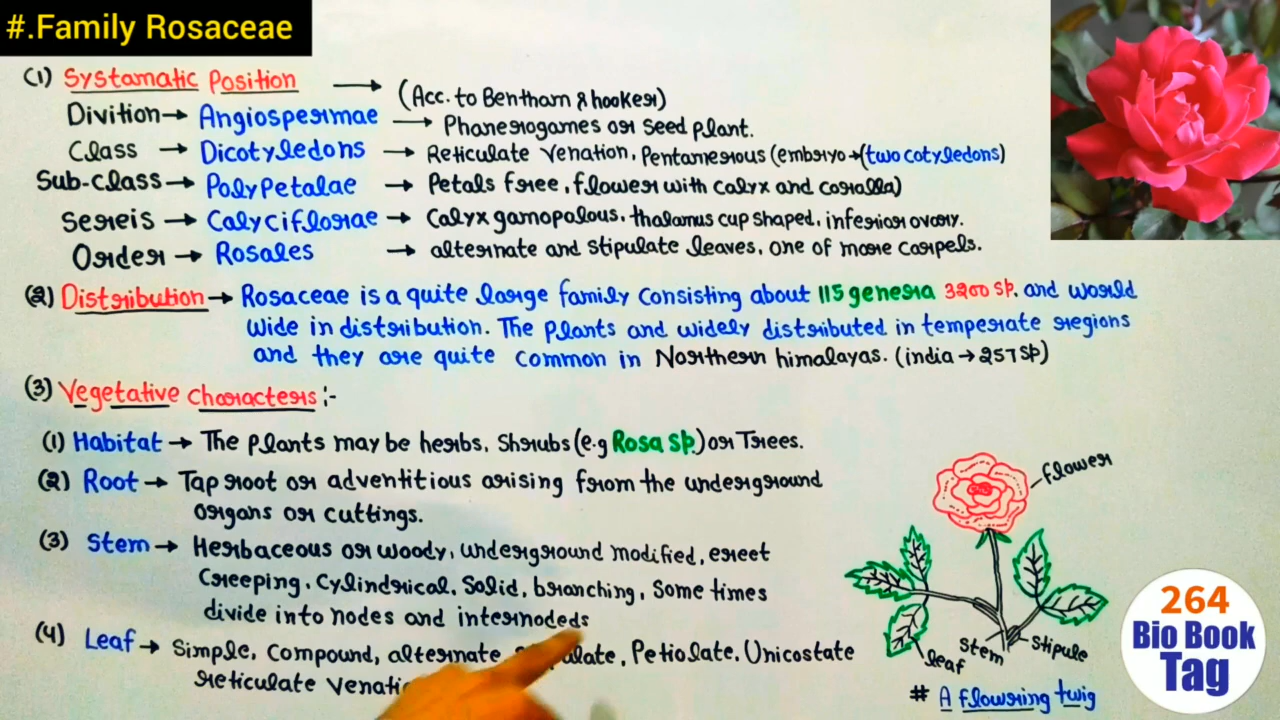 #.Family Rosaceae
(1) Systamatic Position → (Acc. to Bentham & hooker)
Divition → Angiospermae → Phanerogames or Seed plant.
Class → Dicotyledons → Reticulate Venation, Pentamerous (embryo → (two cotyledons)
Sub-class → Polypetalae → Petals free, flower with calyx and coralla)
Sereis → Calyciflorae → Calyx gamopolous, thalamus cup shaped, inferior ovary.
Order → Rosales → alternate and stipulate leaves, one of more carpels.
(2) Distribution → Rosaceae is a quite large family consisting about 115 genera 3200 sp. and world
wide in distribution. The plants and widely distributed in temperate regions
and they are quite common in Northern himalayas. (india → 257 sp)
(3) Vegetative Characters :-
(1) Habitat → The plants may be herbs, Shrubs (e.g Rosa sp.) or Trees.
(2) Root → Tap root or adventitious arising from the underground
organs or cuttings.
(3) Stem → Herbaceous or woody, underground modified, ereet
Creeping, Cylindrical, Solid, branching, Some times
divide into nodes and internodeds
(4) Leaf → Simple, Compound, alternate, Petiolate, Unicostate
reticulate
flower
leaf
Stem
Stipule
# A flowring twig
264
Bio Book
Tag